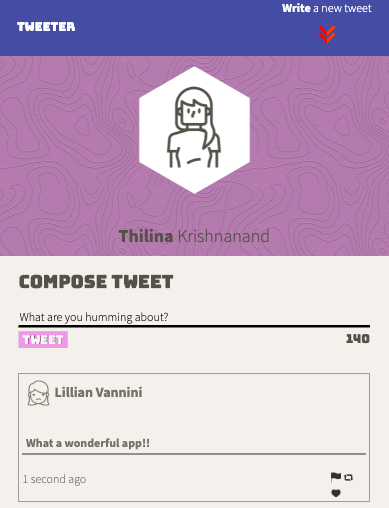 Write a new tweet
TWEETER
Thilina Krishnanand
COMPOSE TWEET
What are you humming about?
TWEET
140
Lillian Vannini
What a wonderful app!!
1 second ago